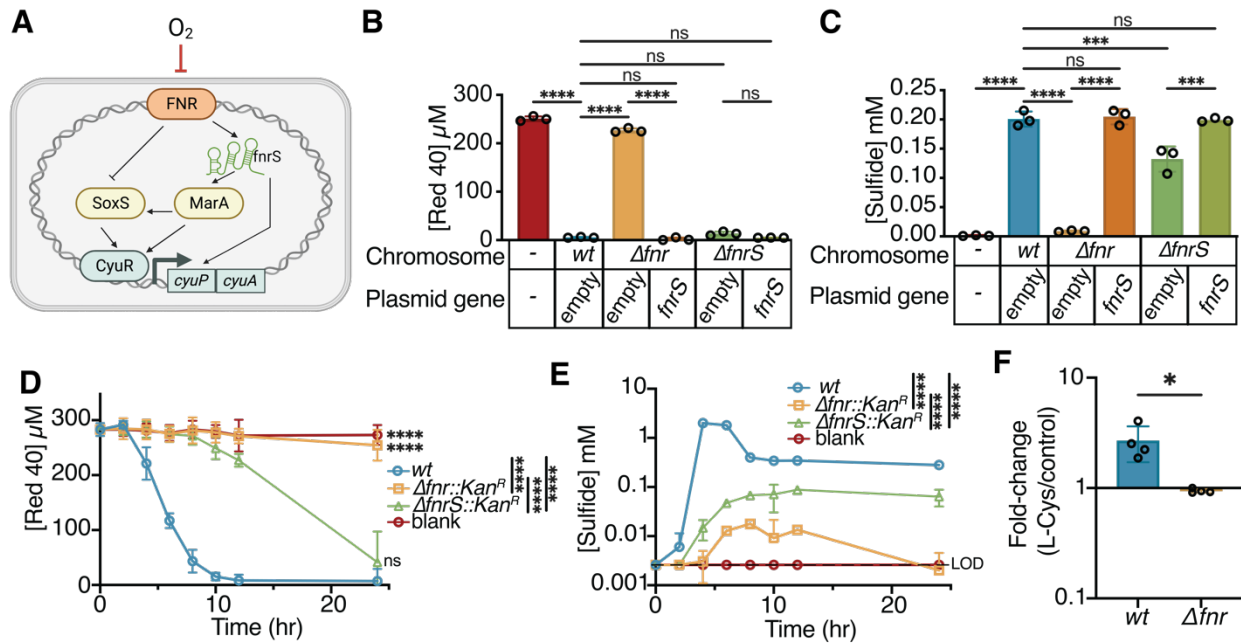 A
O2
FNR
fnrS
SoxS
MarA
CyuR
cyuP
cyuA
B
ns
ns
ns
**** **** ****
ns
[Red 40] µM
300
200
100
0
Chromosome
- wt Δfnr ΔfnrS
Plasmid gene
- empty empty fnrS empty fnrS
C
ns
***
ns
**** **** **** ***
[Sulfide] mM
0.20
0.15
0.10
0.05
0.00
Chromosome
- wt Δfnr ΔfnrS
Plasmid gene
- empty empty fnrS empty fnrS
D
[Red 40] µM
300
200
100
0
0 10 20
Time (hr)
****
****
wt
Δfnr::KanR
ΔfnrS::KanR
blank
**** **** ****
ns
E
[Sulfide] mM
10
1
0.1
0.01
0.001
0 10 20
Time (hr)
wt
Δfnr::KanR
ΔfnrS::KanR
blank
**** **** ****
LOD
F
*
Fold-change
(L-Cys/control)
10
1
0.1
wt Δfnr